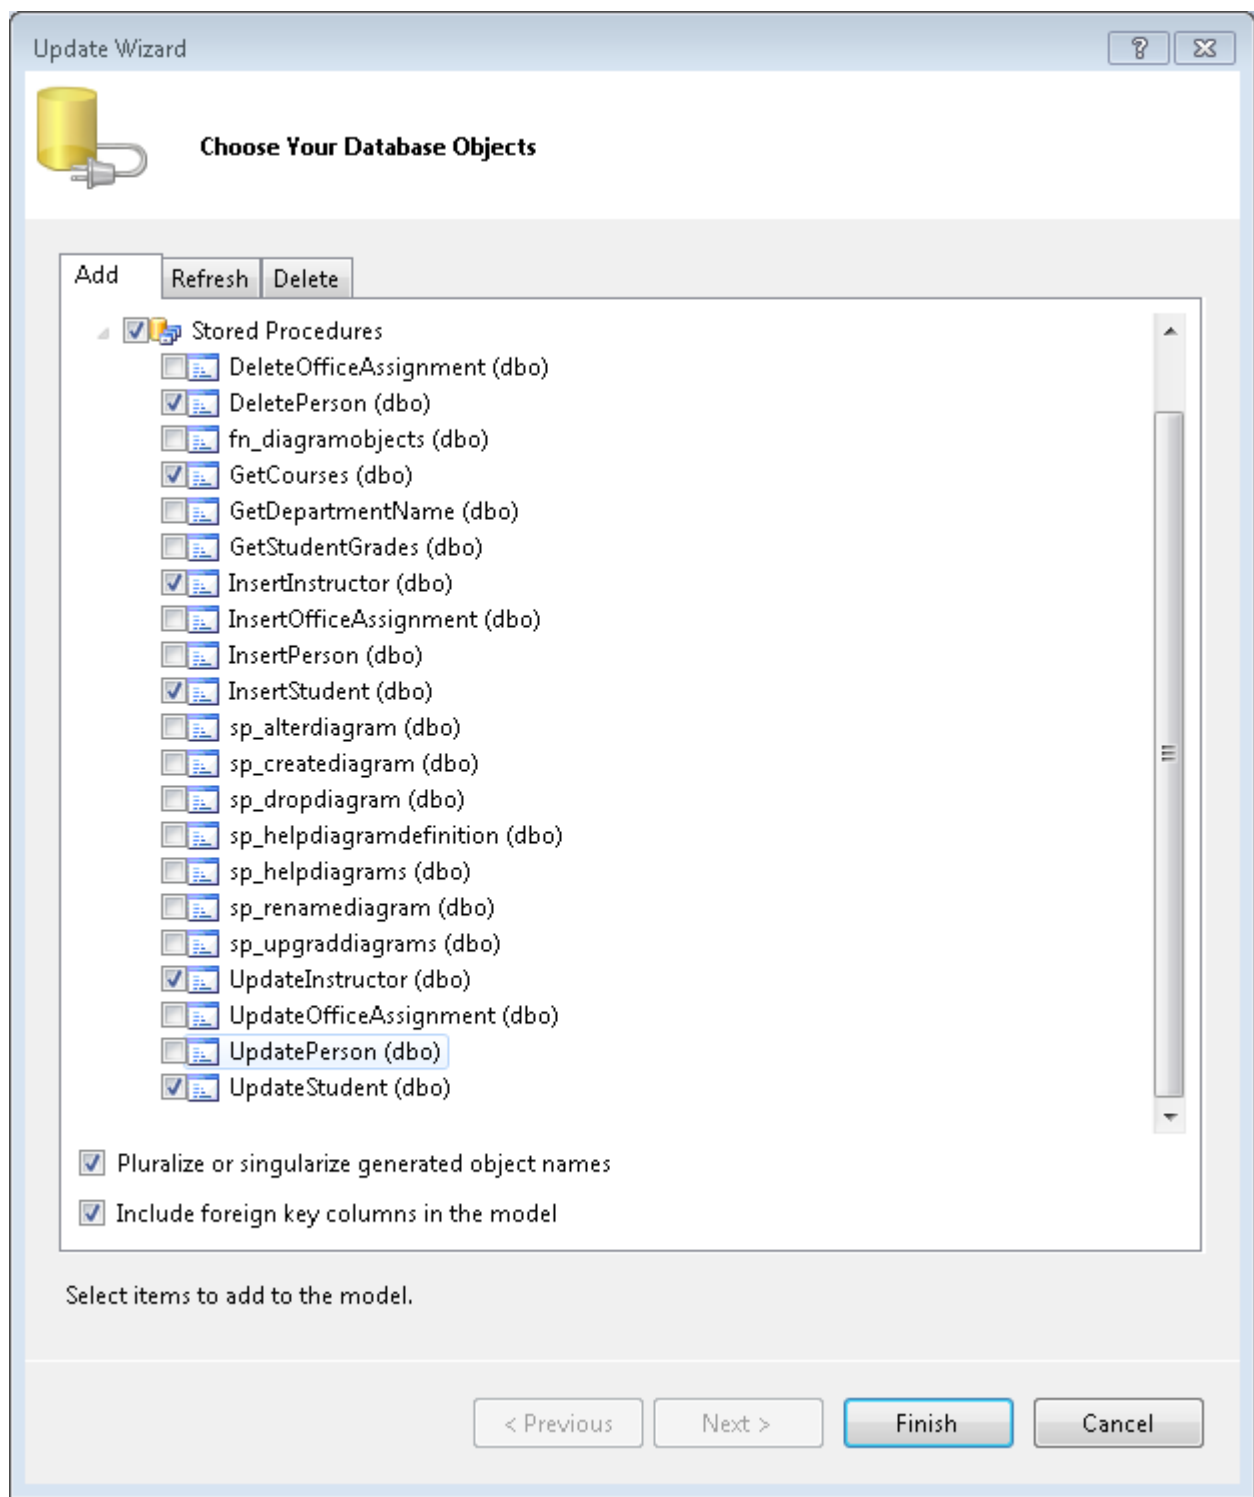 Update Wizard
Choose Your Database Objects
Add Refresh Delete
Stored Procedures
DeleteOfficeAssignment (dbo)
DeletePerson (dbo)
fn_diagramobjects (dbo)
GetCourses (dbo)
GetDepartmentName (dbo)
GetStudentGrades (dbo)
InsertInstructor (dbo)
InsertOfficeAssignment (dbo)
InsertPerson (dbo)
InsertStudent (dbo)
sp_alterdiagram (dbo)
sp_creatediagram (dbo)
sp_dropdiagram (dbo)
sp_helpdiagramdefinition (dbo)
sp_helpdiagrams (dbo)
sp_renamediagram (dbo)
sp_upgraddiagrams (dbo)
UpdateInstructor (dbo)
UpdateOfficeAssignment (dbo)
UpdatePerson (dbo)
UpdateStudent (dbo)
Pluralize or singularize generated object names
Include foreign key columns in the model
Select items to add to the model.
< Previous Next > Finish Cancel